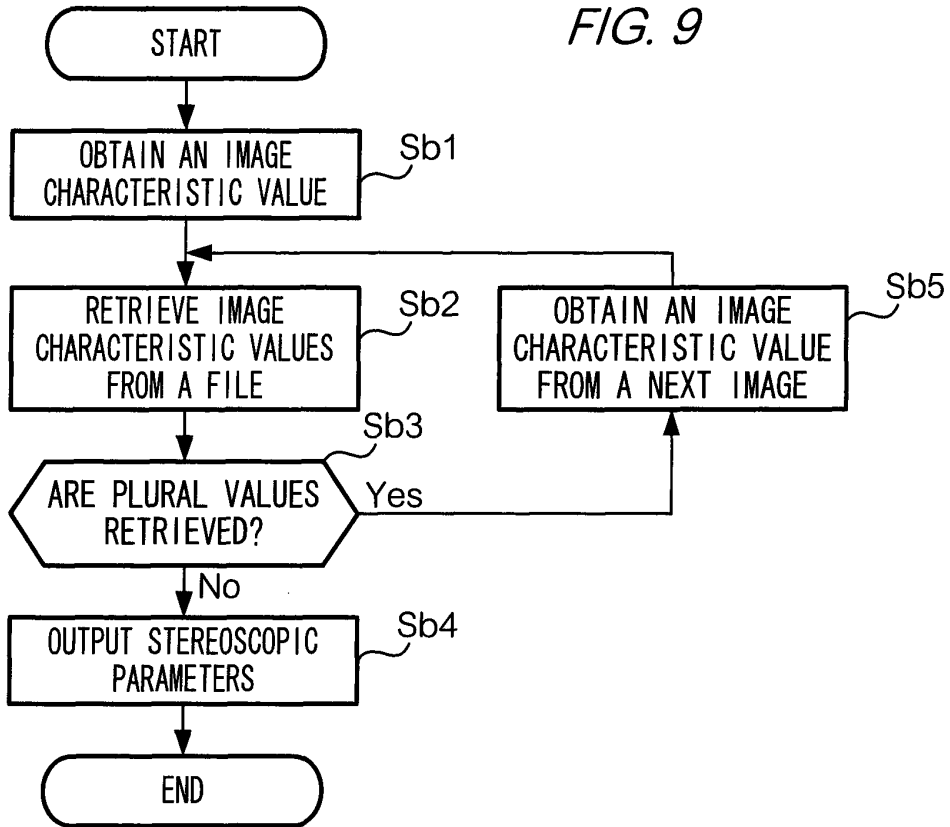 FIG. 9
START
OBTAIN AN IMAGE
CHARACTERISTIC VALUE
Sb1
RETRIEVE IMAGE
CHARACTERISTIC VALUES
FROM A FILE
Sb2
OBTAIN AN IMAGE
CHARACTERISTIC VALUE
FROM A NEXT IMAGE
Sb5
Sb3
ARE PLURAL VALUES
RETRIEVED?
Yes
No
OUTPUT STEREOSCOPIC
PARAMETERS
Sb4
END